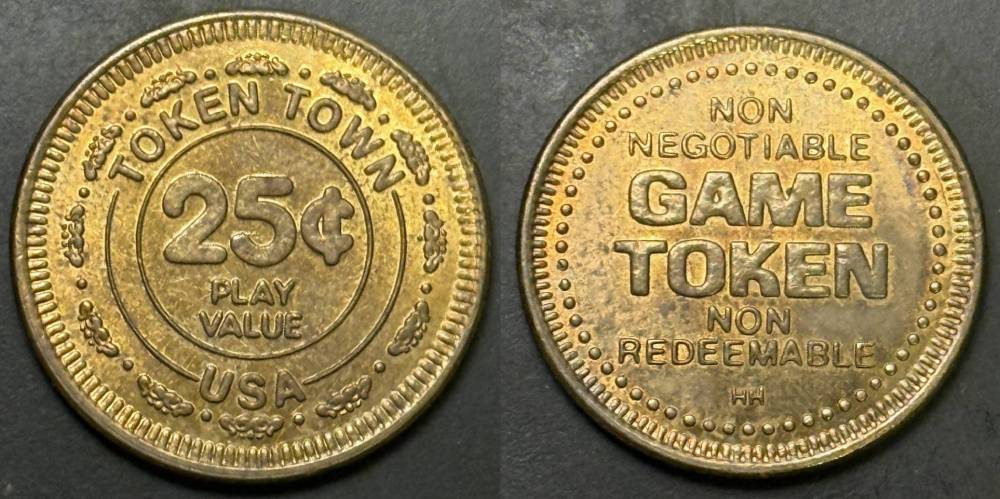 TOKEN TOWN
25¢
PLAY
VALUE
USA
NON
NEGOTIABLE
GAME
TOKEN
NON
REDEEMABLE
HH